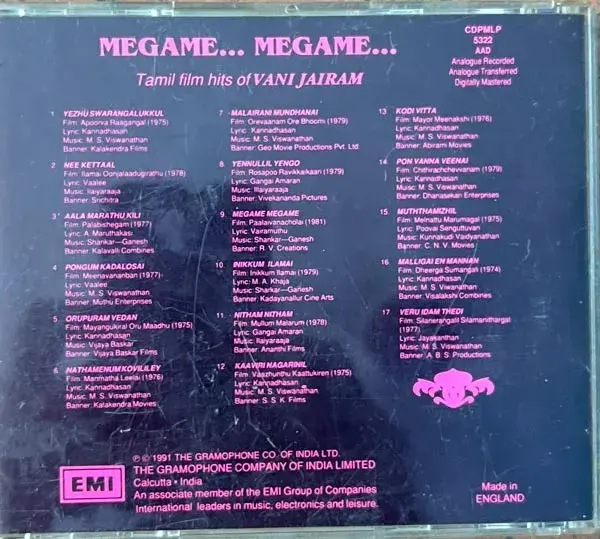 MEGAME... MEGAME...
Tamil film hits of VANI JAIRAM
CDPMLP
5322
AAD
Analogue Recorded
Analogue Transferred
Digitally Mastered
1 YEZHU SWARANGALUKKUL
Film: Apoorva Raagangal (1975)
Lyric: Kannadhasan
Music: M. S. Viswanathan
Banner: Kalakendra Films
2 NEE KETTAAL
Film: Ilamai Oonjalaadugirathu (1978)
Lyric: Vaalee
Music: Ilaiyaraaja
Banner: Srichitra
3 AALA MARATHU KILI
Film: Palabishegam (1977)
Lyric: A. Maruthakasi
Music: Shankar—Ganesh
Banner: Kalavalli Combines
4 PONGUM KADALOSAI
Film: Meenavananban (1977)
Lyric: Vaalee
Music: M. S. Viswanathan
Banner: Muthu Enterprises
5 ORUPURAM VEDAN
Film: Mayangukiral Oru Maadhu (1975)
Lyric: Kannadhasan
Music: Vijaya Baskar
Banner: Vijaya Baskar Films
6 NATHAMENUM KOVILILEY
Film: Manmatha Leelai (1976)
Lyric: Kannadhasan
Music: M. S. Viswanathan
Banner: Kalakendra Movies
7 MALAIRANI MUNDHANAI
Film: Orevaanam Ore Bhoomi (1979)
Lyric: Kannadhasan
Music: M. S. Viswanathan
Banner: Geo Movie Productions Pvt. Ltd
8 YENNULLIL YENGO
Film: Rosapoo Ravikkaikaari (1979)
Lyric: Gangai Amaran
Music: Illaiyaraaja
Banner: Vivekananda Pictures
9 MEGAME MEGAME
Film: Paalaivanacholai (1981)
Lyric: Vairamuthu
Music: Shankar—Ganesh
Banner: R. V. Creations
10 INIKKUM ILAMAI
Film: Inikkum Ilamai (1979)
Lyric: M. A. Khaja
Music: Shankar—Ganesh
Banner: Kadayanallur Cine Arts
11 NITHAM NITHAM
Film: Mullum Malarum (1978)
Lyric: Gangai Amaran
Music: Ilaiyaraaja
Banner: Ananthi Films
12 KAAVIRI NAGARINIL
Film: Vaazhunthu Kaattukiren (1975)
Lyric: Kannadhasan
Music: M. S. Viswanathan
Banner: S. S. K. Films
13 KODI VITTA
Film: Mayor Meenakshi (1976)
Lyric: Kannadhasan
Music: M. S. Viswanathan
Banner: Abirami Movies
14 PON VANNA VEENAI
Film: Chithirachchevvanam (1979)
Lyric: Kannadhasan
Music: M. S. Viswanathan
Banner: Dhanasekari Enterprises
15 MUTHTHAMIZHIL
Film: Melnattu Marumagal (1975)
Lyric: Poovai Senguttuvan
Music: Kunnakudi Vaidyanathan
Banner: C. N. V. Movies
16 MALLIGAI EN MANNAN
Film: Dheerga Sumangali (1974)
Lyric: Kannadhasan
Music: M. S. Viswanathan
Banner: Visalakshi Combines
17 VERU IDAM THEDI
Film: Silanerangalil Silamanithargal
(1977)
Lyric: Jayakanthan
Music: M. S. Viswanathan
Banner: A. B. S. Productions
℗ © 1991 THE GRAMOPHONE CO. OF INDIA LTD.
THE GRAMOPHONE COMPANY OF INDIA LIMITED
Calcutta • India
An associate member of the EMI Group of Companies
International leaders in music, electronics and leisure.
EMI
Made in
ENGLAND